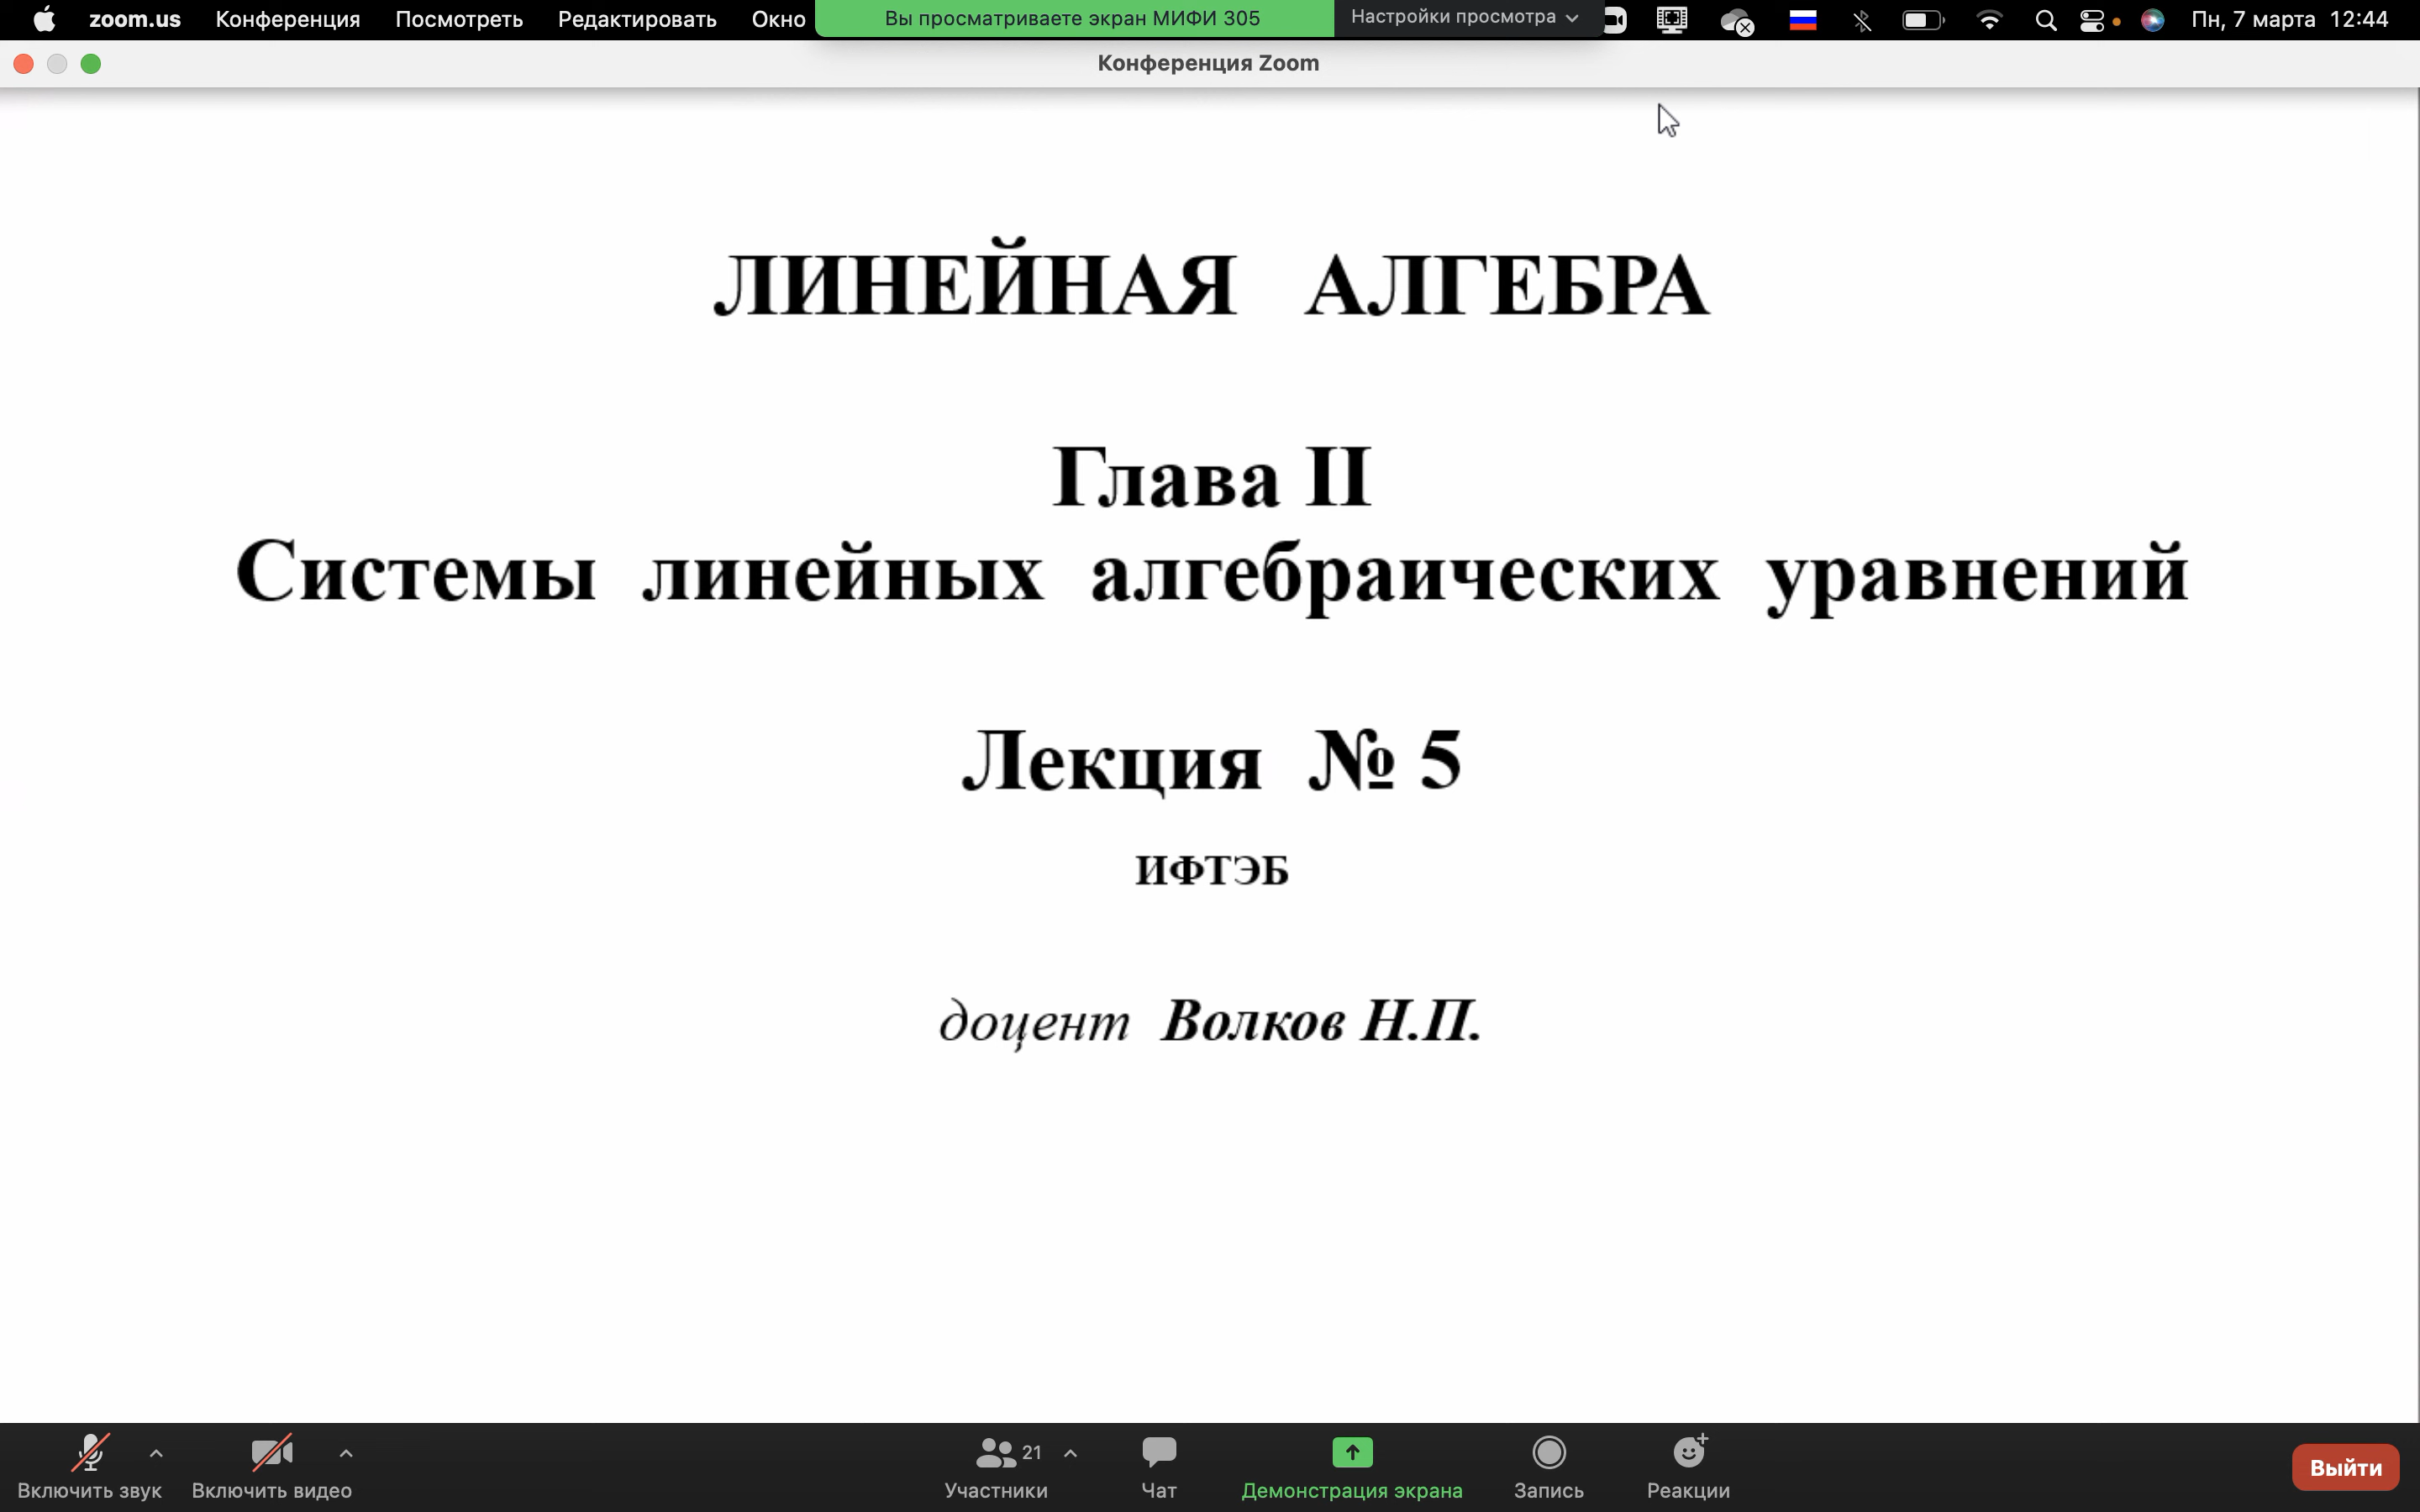 zoom.us Конференция Посмотреть Редактировать Окно Вы просматриваете экран МИФИ 305 Настройки просмотра Пн, 7 марта 12:44
Конференция Zoom
ЛИНЕЙНАЯ АЛГЕБРА
Глава II
Системы линейных алгебраических уравнений
Лекция № 5
ИФТЭБ
доцент Волков Н.П.
21
Включить звук Включить видео Участники Чат Демонстрация экрана Запись Реакции Выйти